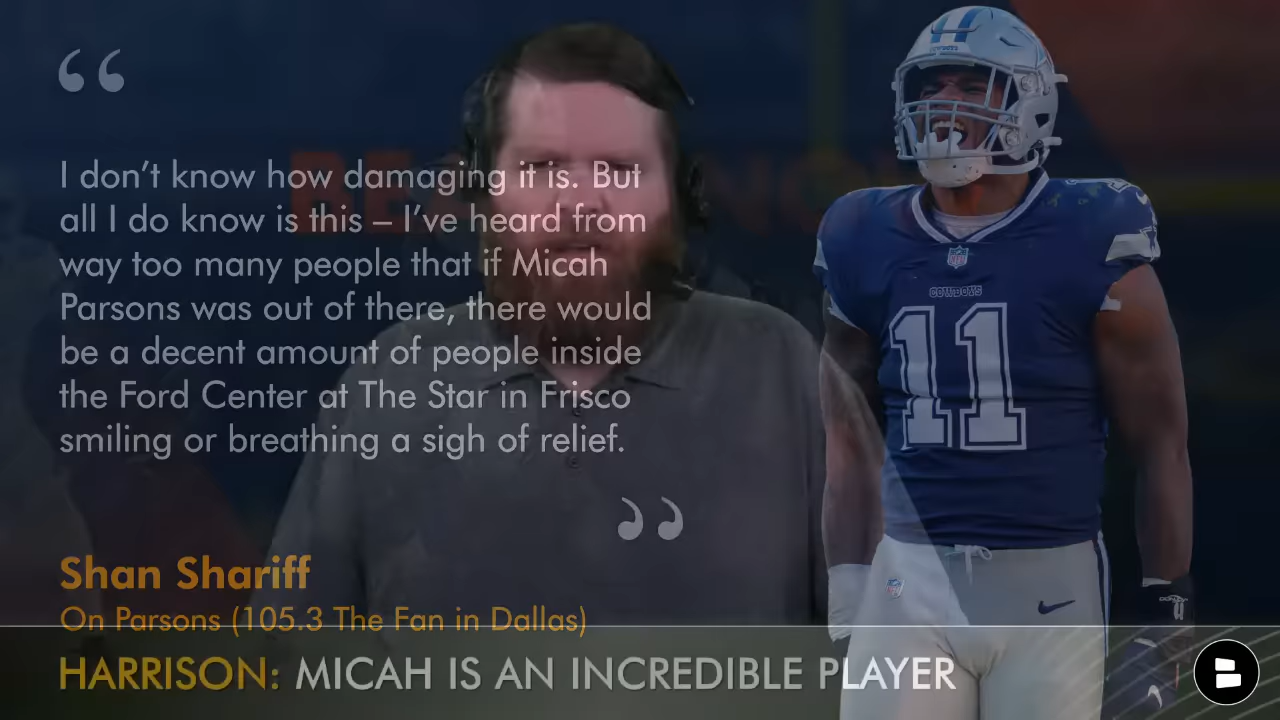 “
I don’t know how damaging it is. But
all I do know is this – I’ve heard from
way too many people that if Micah
Parsons was out of there, there would
be a decent amount of people inside
the Ford Center at The Star in Frisco
smiling or breathing a sigh of relief.
”
Shan Shariff
On Parsons (105.3 The Fan in Dallas)
HARRISON: MICAH IS AN INCREDIBLE PLAYER
COWBOYS
11